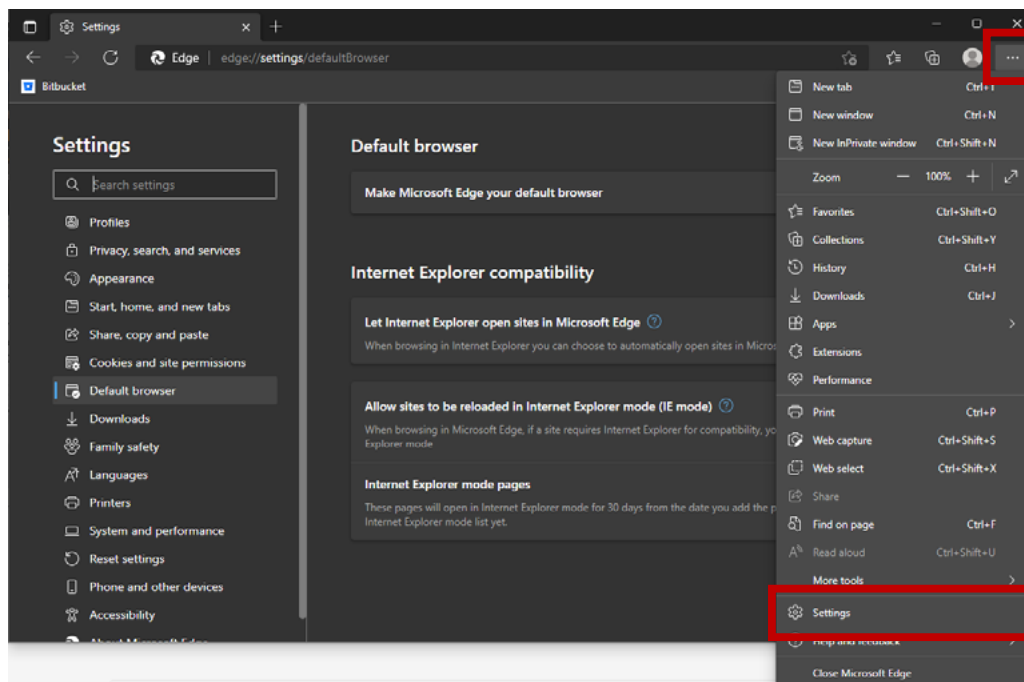 Settings
Edge | edge://settings/defaultBrowser
Bitbucket
Settings
Search settings
Profiles
Privacy, search, and services
Appearance
Start, home, and new tabs
Share, copy and paste
Cookies and site permissions
Default browser
Downloads
Family safety
Languages
Printers
System and performance
Reset settings
Phone and other devices
Accessibility
About Microsoft Edge
Default browser
Make Microsoft Edge your default browser
Internet Explorer compatibility
Let Internet Explorer open sites in Microsoft Edge
When browsing in Internet Explorer you can choose to automatically open sites in Micros
Allow sites to be reloaded in Internet Explorer mode (IE mode)
When browsing in Microsoft Edge, if a site requires Internet Explorer for compatibility, yo
Explorer mode
Internet Explorer mode pages
These pages will open in Internet Explorer mode for 30 days from the date you add the p
Internet Explorer mode list yet.
New tab Ctrl+T
New window Ctrl+N
New InPrivate window Ctrl+Shift+N
Zoom — 100% +
Favorites Ctrl+Shift+O
Collections Ctrl+Shift+Y
History Ctrl+H
Downloads Ctrl+J
Apps
Extensions
Performance
Print Ctrl+P
Web capture Ctrl+Shift+S
Web select Ctrl+Shift+X
Share
Find on page Ctrl+F
Read aloud Ctrl+Shift+U
More tools
Settings
Help and feedback
Close Microsoft Edge